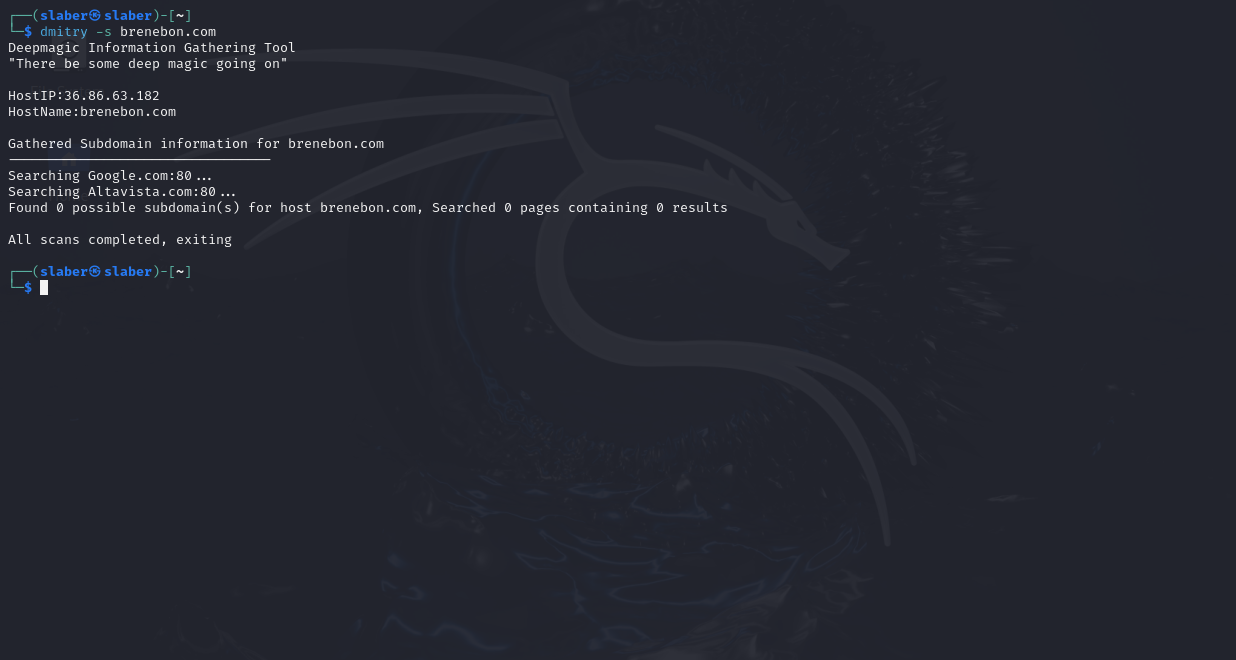 ┌──(slaber㉿slaber)-[~]
└─$ dmitry -s brenebon.com
Deepmagic Information Gathering Tool
"There be some deep magic going on"
HostIP:36.86.63.182
HostName:brenebon.com
Gathered Subdomain information for brenebon.com
---------------------------------
Searching Google.com:80...
Searching Altavista.com:80...
Found 0 possible subdomain(s) for host brenebon.com, Searched 0 pages containing 0 results
All scans completed, exiting
┌──(slaber㉿slaber)-[~]
└─$